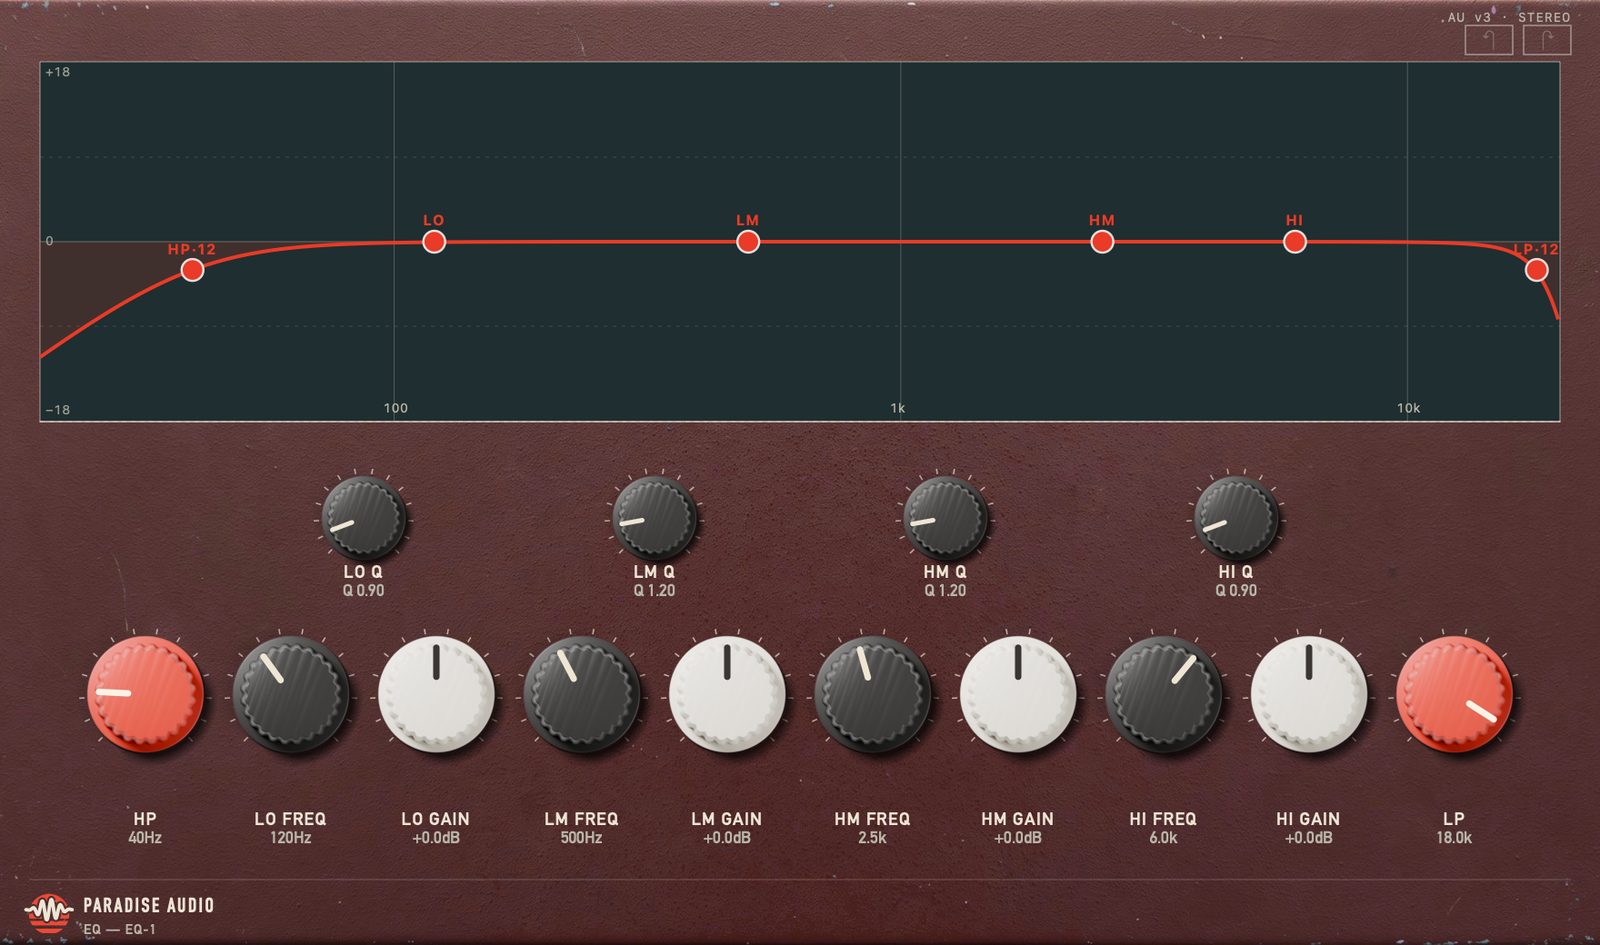 .AU v3 · STEREO
+18
HP·12
LO
LM
HM
HI
LP·12
0
−18
100
1k
10k
LO Q
Q 0.90
LM Q
Q 1.20
HM Q
Q 1.20
HI Q
Q 0.90
HP
40Hz
LO FREQ
120Hz
LO GAIN
+0.0dB
LM FREQ
500Hz
LM GAIN
+0.0dB
HM FREQ
2.5k
HM GAIN
+0.0dB
HI FREQ
6.0k
HI GAIN
+0.0dB
LP
18.0k
PARADISE AUDIO
EQ — EQ-1